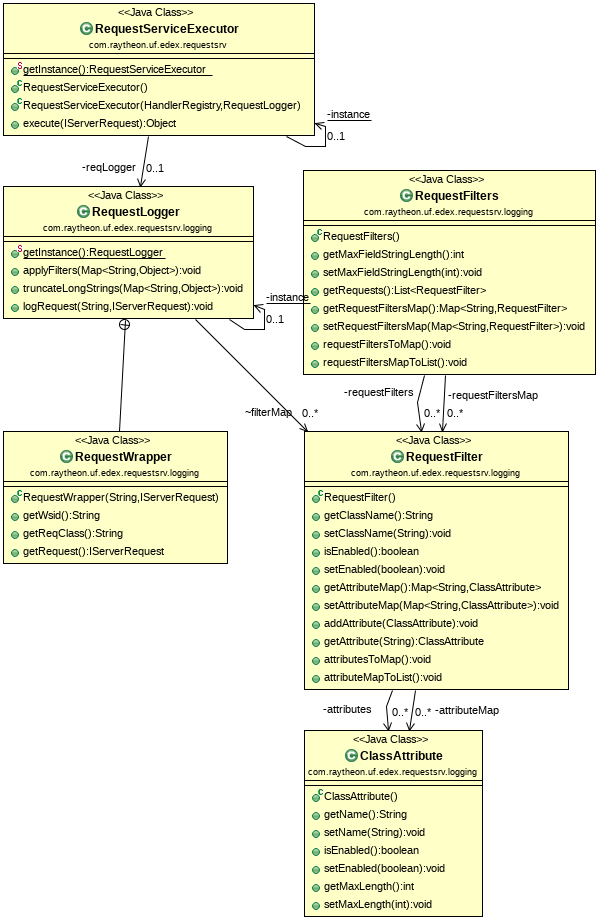 <<Java Class>>
RequestServiceExecutor
com.raytheon.uf.edex.requestsrv
getInstance():RequestServiceExecutor
RequestServiceExecutor()
RequestServiceExecutor(HandlerRegistry,RequestLogger)
execute(IServerRequest):Object
-instance
0..1
-reqLogger 0..1
<<Java Class>>
RequestLogger
com.raytheon.uf.edex.requestsrv.logging
getInstance():RequestLogger
applyFilters(Map<String,Object>):void
truncateLongStrings(Map<String,Object>):void
logRequest(String,IServerRequest):void
-instance
0..1
<<Java Class>>
RequestFilters
com.raytheon.uf.edex.requestsrv.logging
RequestFilters()
getMaxFieldStringLength():int
setMaxFieldStringLength(int):void
getRequests():List<RequestFilter>
getRequestFiltersMap():Map<String,RequestFilter>
setRequestFiltersMap(Map<String,RequestFilter>):void
requestFiltersToMap():void
requestFiltersMapToList():void
-requestFilters
-requestFiltersMap
0..* 0..*
~filterMap 0..*
<<Java Class>>
RequestWrapper
com.raytheon.uf.edex.requestsrv.logging
RequestWrapper(String,IServerRequest)
getWsid():String
getReqClass():String
getRequest():IServerRequest
<<Java Class>>
RequestFilter
com.raytheon.uf.edex.requestsrv.logging
RequestFilter()
getClassName():String
setClassName(String):void
isEnabled():boolean
setEnabled(boolean):void
getAttributeMap():Map<String,ClassAttribute>
setAttributeMap(Map<String,ClassAttribute>):void
addAttribute(ClassAttribute):void
getAttribute(String):ClassAttribute
attributesToMap():void
attributeMapToList():void
-attributes 0..* 0..* -attributeMap
<<Java Class>>
ClassAttribute
com.raytheon.uf.edex.requestsrv.logging
ClassAttribute()
getName():String
setName(String):void
isEnabled():boolean
setEnabled(boolean):void
getMaxLength():int
setMaxLength(int):void